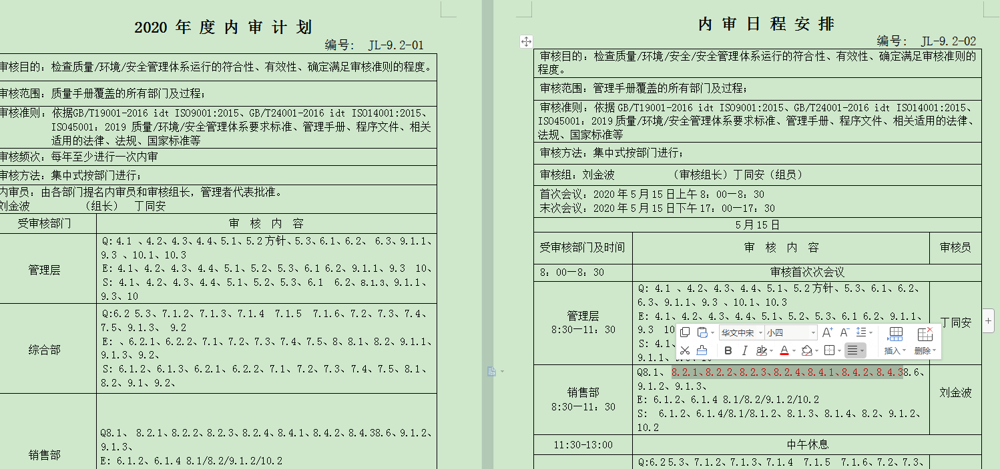 2020 年 度 内 审 计 划
编号: JL-9.2-01
审核目的: 检查质量/环境/安全管理体系运行的符合性、有效性、确定满足审核准则的程度。
审核范围: 质量手册覆盖的所有部门及过程;
审核准则: 依据GB/T19001-2016 idt ISO9001:2015、GB/T24001-2016 idt ISO14001:2015、
ISO45001: 2019 质量/环境/安全管理体系要求标准、管理手册、程序文件、相关
适用的法律、法规、国家标准等
审核频次: 每年至少进行一次内审
审核方法: 集中式按部门进行;
内审员: 由各部门提名内审员和审核组长, 管理者代表批准。
刘金波 （组长） 丁同安
受审核部门 审 核 内 容
管理层
Q: 4.1 、4.2、4.3、4.4、5.1、5.2方针、5.3、6.1、6.2、 6.3、9.1.1、
9.3 、10.1、10.3
E: 4.1、4.2、4.3、4.4、5.1、5.2、5.3、6.1 6.2、9.1.1、9.3 10、
S: 4.1、4.2、4.3、4.4、5.1、5.2、5.3、6.1 6.2、8.1.3、9.1.1、
9.3、10
综合部
Q:6.2 5.3、7.1.2、7.1.3、7.1.4 7.1.5 7.1.6、7.2、7.3、7.4、
7.5、9.1.3、 9.2
E: 、6.2.1、6.2.2、7.1、7.2、7.3、7.4、7.5、8、8.1、8.2、9.1.1、
9.1.3、9.2、
S: 6.1.2、6.1.3、6.2.1、6.2.2、7.1、7.2、7.3、7.4、7.5、8.1、
8.2、9.1、9.2、
销售部
Q8.1、 8.2.1、8.2.2、8.2.3、8.2.4、8.4.1、8.4.2、8.4.38.6、9.1.2、
9.1.3、
E: 6.1.2、6.1.4 8.1/8.2/9.1.2/10.2
内 审 日 程 安 排
编号: JL-9.2-02
审核目的: 检查质量/环境/安全/安全管理体系运行的符合性、有效性、确定满足审核准则的
程度。
审核范围: 管理手册覆盖的所有部门及过程;
审核准则: 依据 GB/T19001-2016 idt ISO9001:2015、GB/T24001-2016 idt ISO14001:2015、
ISO45001: 2019 质量/环境/安全管理体系要求标准、管理手册、程序文件、相关适用的法律、
法规、国家标准等
审核方法: 集中式按部门进行;
审核组: 刘金波 （审核组长）丁同安（组员）
首次会议: 2020 年 5 月 15 日上午 8: 00—8: 30
末次会议: 2020 年 5 月 15 日下午 17: 00—17: 30
5 月 15 日
受审核部门及时间 审 核 内 容 审核员
8: 00—8: 30 审核首次次会议
管理层
8:30—11: 30
Q: 4.1 、4.2、4.3、4.4、5.1、5.2 方针、5.3、6.1、6.2、
6.3、9.1.1、9.3 、10.1、10.3
E: 4.1、4.2、4.3、4.4、5.1、5.2、5.3、6.1 6.2、9.1.1、
9.3 10
S: 4.1、
丁同安
华文中宋 小四
A+ A-
B I A
插入 删除
销售部
8:30—11: 30
Q8.1、 8.2.1、8.2.2、8.2.3、8.2.4、8.4.1、8.4.2、8.4.38.6、
9.1.2、9.1.3、
E: 6.1.2、6.1.4 8.1/8.2/9.1.2/10.2
S: 6.1.2、6.1.4/8.1/8.1.2、8.1.3、8.1.4、8.2、9.1.2、
10.2
刘金波
11:30-13:00 中午休息
Q:6.2 5.3、7.1.2、7.1.3、7.1.4 7.1.5 7.1.6、7.2、7.3、